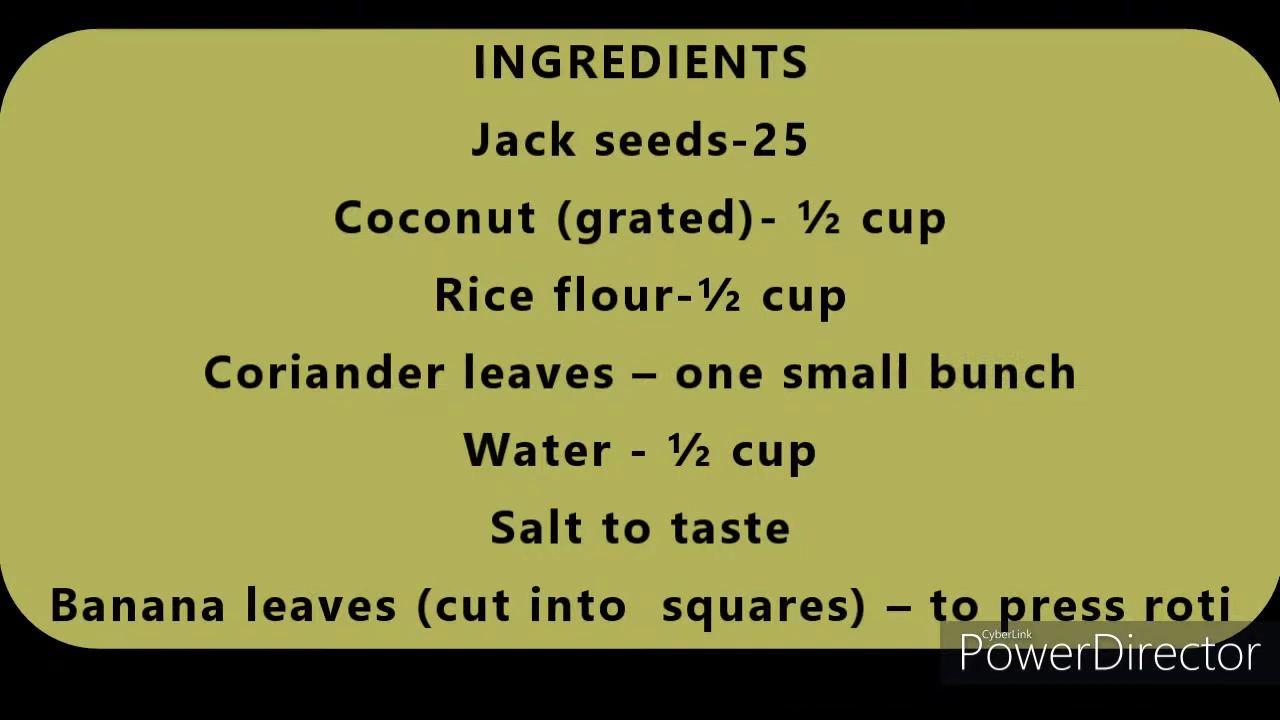 INGREDIENTS
Jack seeds-25
Coconut (grated)- ½ cup
Rice flour-½ cup
Coriander leaves – one small bunch
Water - ½ cup
Salt to taste
Banana leaves (cut into  squares) – to press roti
CyberLink
PowerDirector